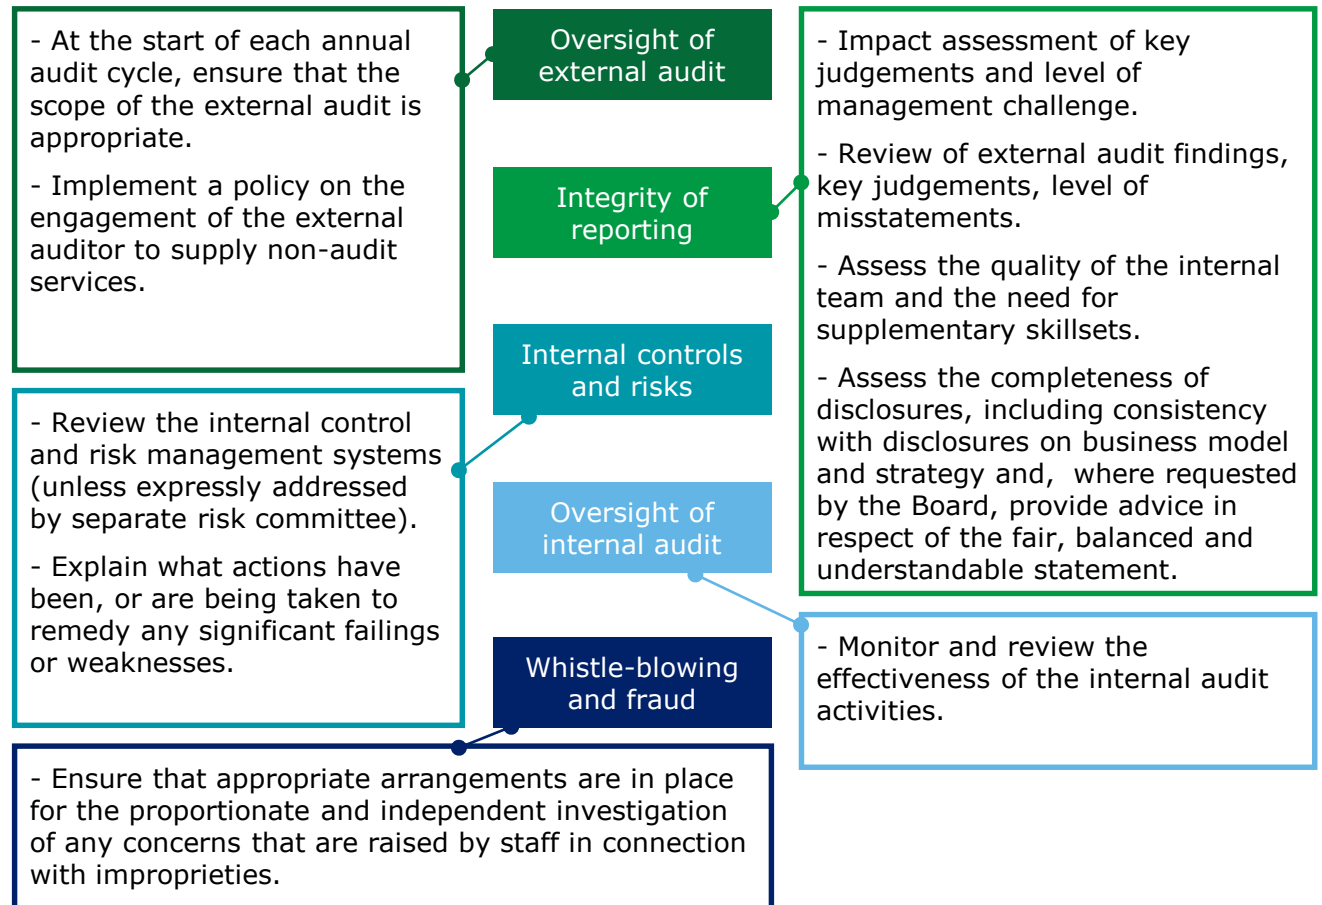 - At the start of each annual
audit cycle, ensure that the
scope of the external audit is
appropriate.
- Implement a policy on the
engagement of the external
auditor to supply non-audit
services.
Oversight of
external audit
Integrity of
reporting
- Impact assessment of key
judgements and level of
management challenge.
- Review of external audit findings,
key judgements, level of
misstatements.
- Assess the quality of the internal
team and the need for
supplementary skillsets.
- Assess the completeness of
disclosures, including consistency
with disclosures on business model
and strategy and,  where requested
by the Board, provide advice in
respect of the fair, balanced and
understandable statement.
Internal controls
and risks
- Review the internal control
and risk management systems
(unless expressly addressed
by separate risk committee).
- Explain what actions have
been, or are being taken to
remedy any significant failings
or weaknesses.
Oversight of
internal audit
- Monitor and review the
effectiveness of the internal audit
activities.
Whistle-blowing
and fraud
- Ensure that appropriate arrangements are in place
for the proportionate and independent investigation
of any concerns that are raised by staff in connection
with improprieties.